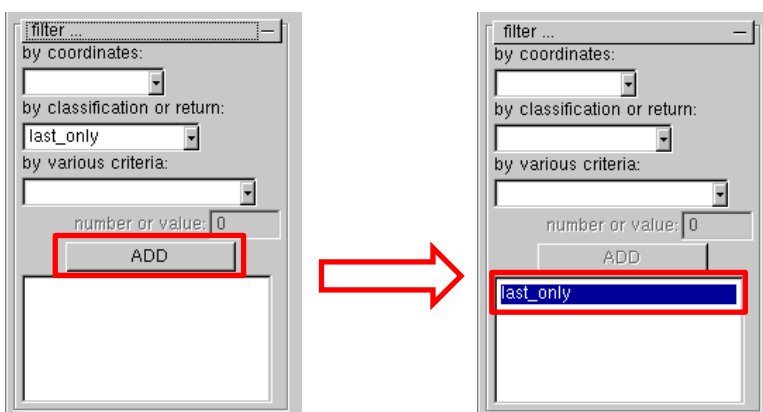 filter ...
by coordinates:
by classification or return:
last_only
by various criteria:
number or value: 0
ADD
filter ...
by coordinates:
by classification or return:
by various criteria:
number or value: 0
ADD
last_only